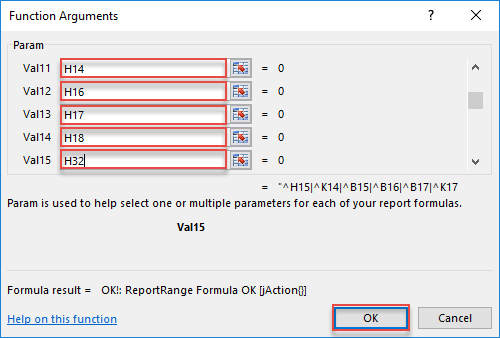 Function Arguments
?
Param
Val11 H14 = 0
Val12 H16 = 0
Val13 H17 = 0
Val14 H18 = 0
Val15 H32 = 0
= "^H15|^K14|^B15|^B16|^B17|^K17
Param is used to help select one or multiple parameters for each of your report formulas.
Val15
Formula result = OK!: ReportRange Formula OK [jAction{}]
Help on this function
OK Cancel